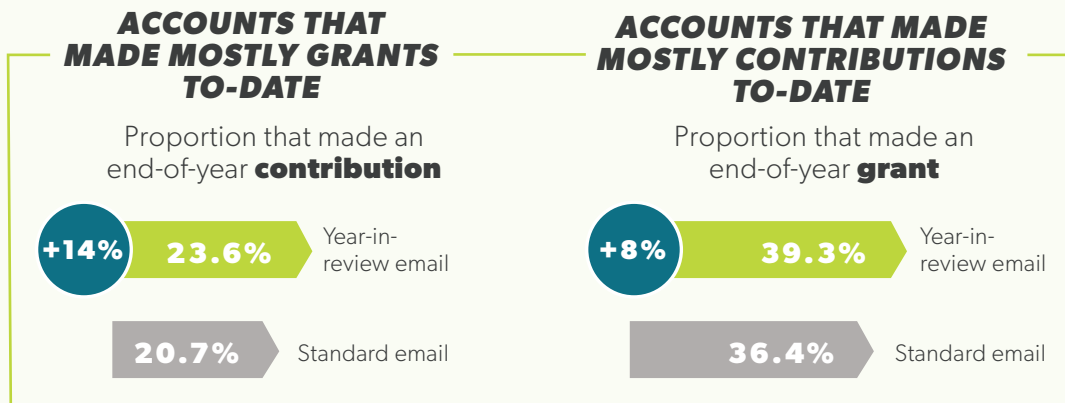 ACCOUNTS THAT
MADE MOSTLY GRANTS
TO-DATE
Proportion that made an
end-of-year contribution
+14%
23.6%
Year-in-
review email
20.7%
Standard email
ACCOUNTS THAT MADE
MOSTLY CONTRIBUTIONS
TO-DATE
Proportion that made an
end-of-year grant
+8%
39.3%
Year-in-
review email
36.4%
Standard email